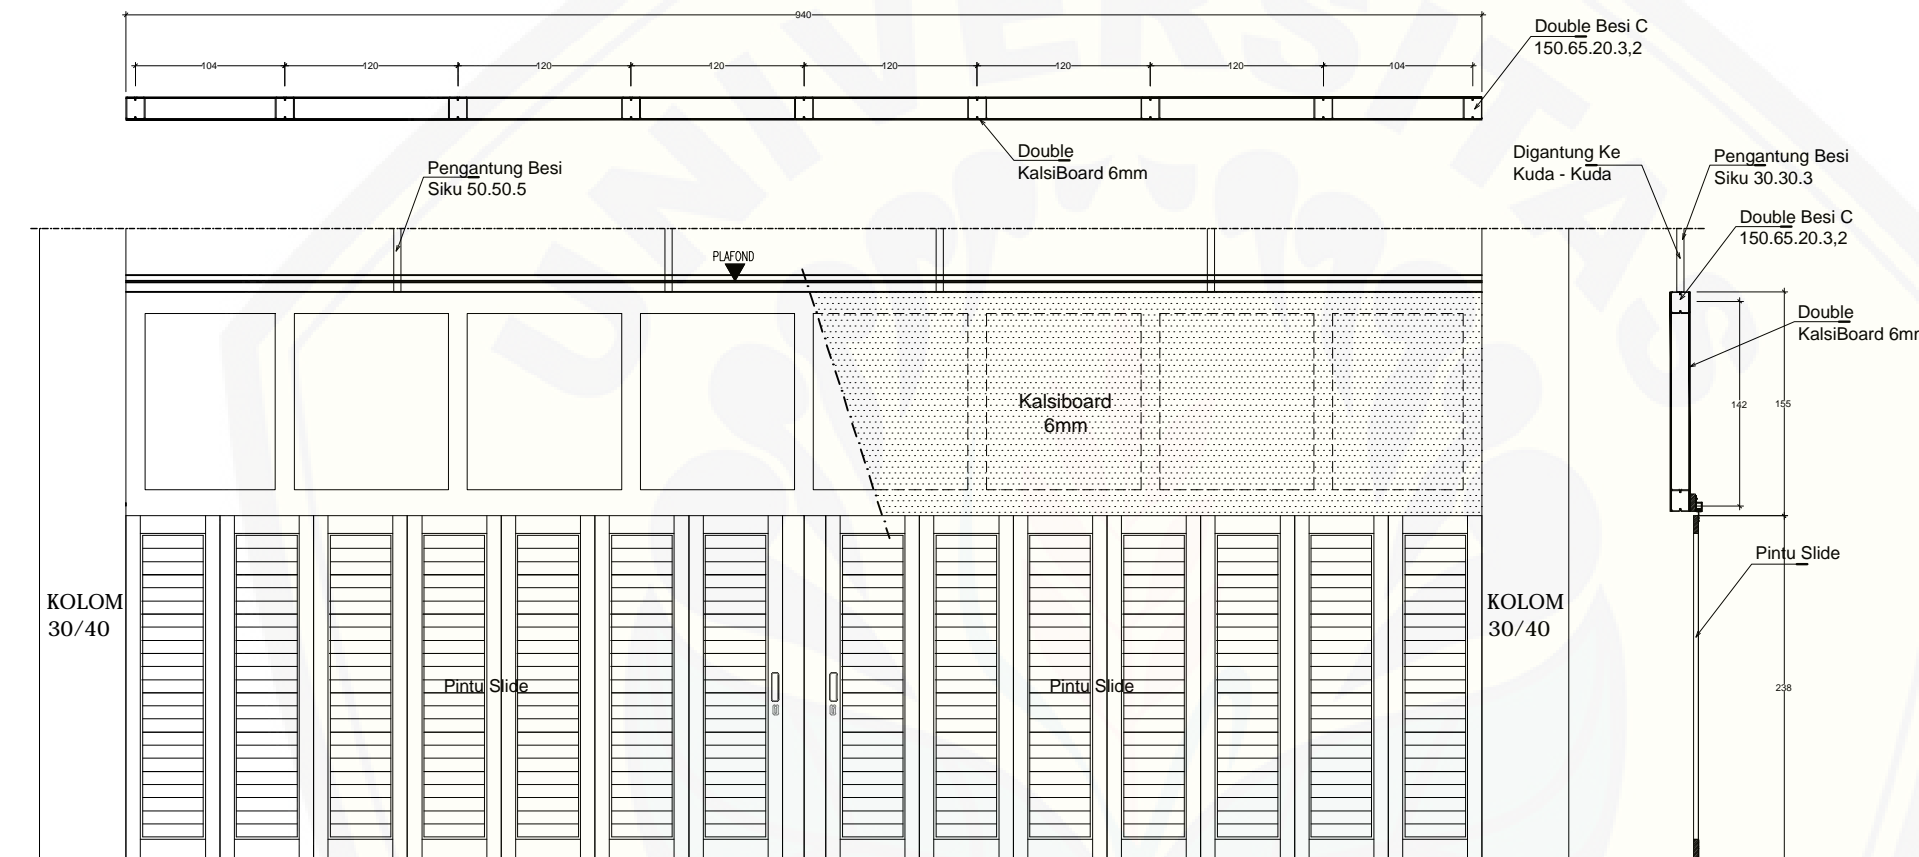 940
Double Besi C
150.65.20.3,2
104
120
120
120
120
120
120
104
Double
KalsiBoard 6mm
Pengantung Besi
Siku 50.50.5
Digantung Ke
Kuda - Kuda
Pengantung Besi
Siku 30.30.3
Double Besi C
150.65.20.3,2
PLAFOND
Double
KalsiBoard 6mm
Kalsiboard
6mm
142
155
Pintu Slide
KOLOM
30/40
KOLOM
30/40
Pintu Slide
Pintu Slide
238
UNIVERSITAS